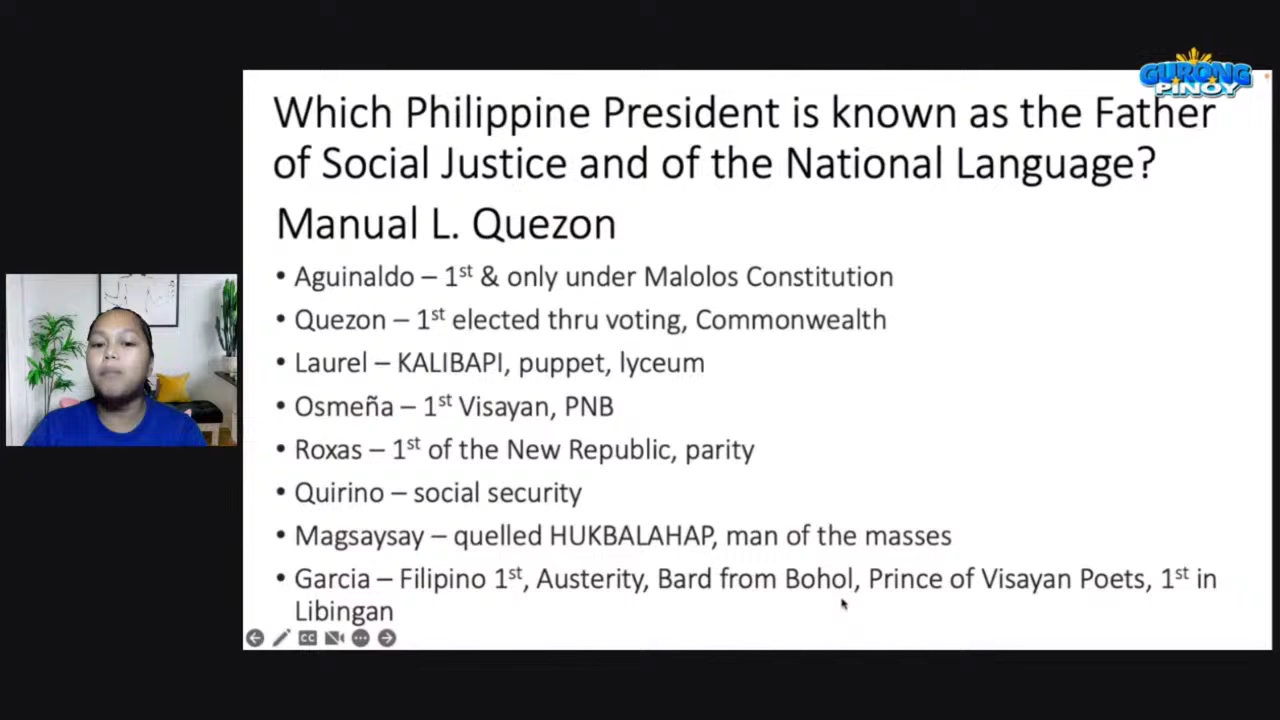 GURONG
PINOY
Which Philippine President is known as the Father
of Social Justice and of the National Language?
Manual L. Quezon
• Aguinaldo – 1st & only under Malolos Constitution
• Quezon – 1st elected thru voting, Commonwealth
• Laurel – KALIBAPI, puppet, lyceum
• Osmeña – 1st Visayan, PNB
• Roxas – 1st of the New Republic, parity
• Quirino – social security
• Magsaysay – quelled HUKBALAHAP, man of the masses
• Garcia – Filipino 1st, Austerity, Bard from Bohol, Prince of Visayan Poets, 1st in
Libingan
CC